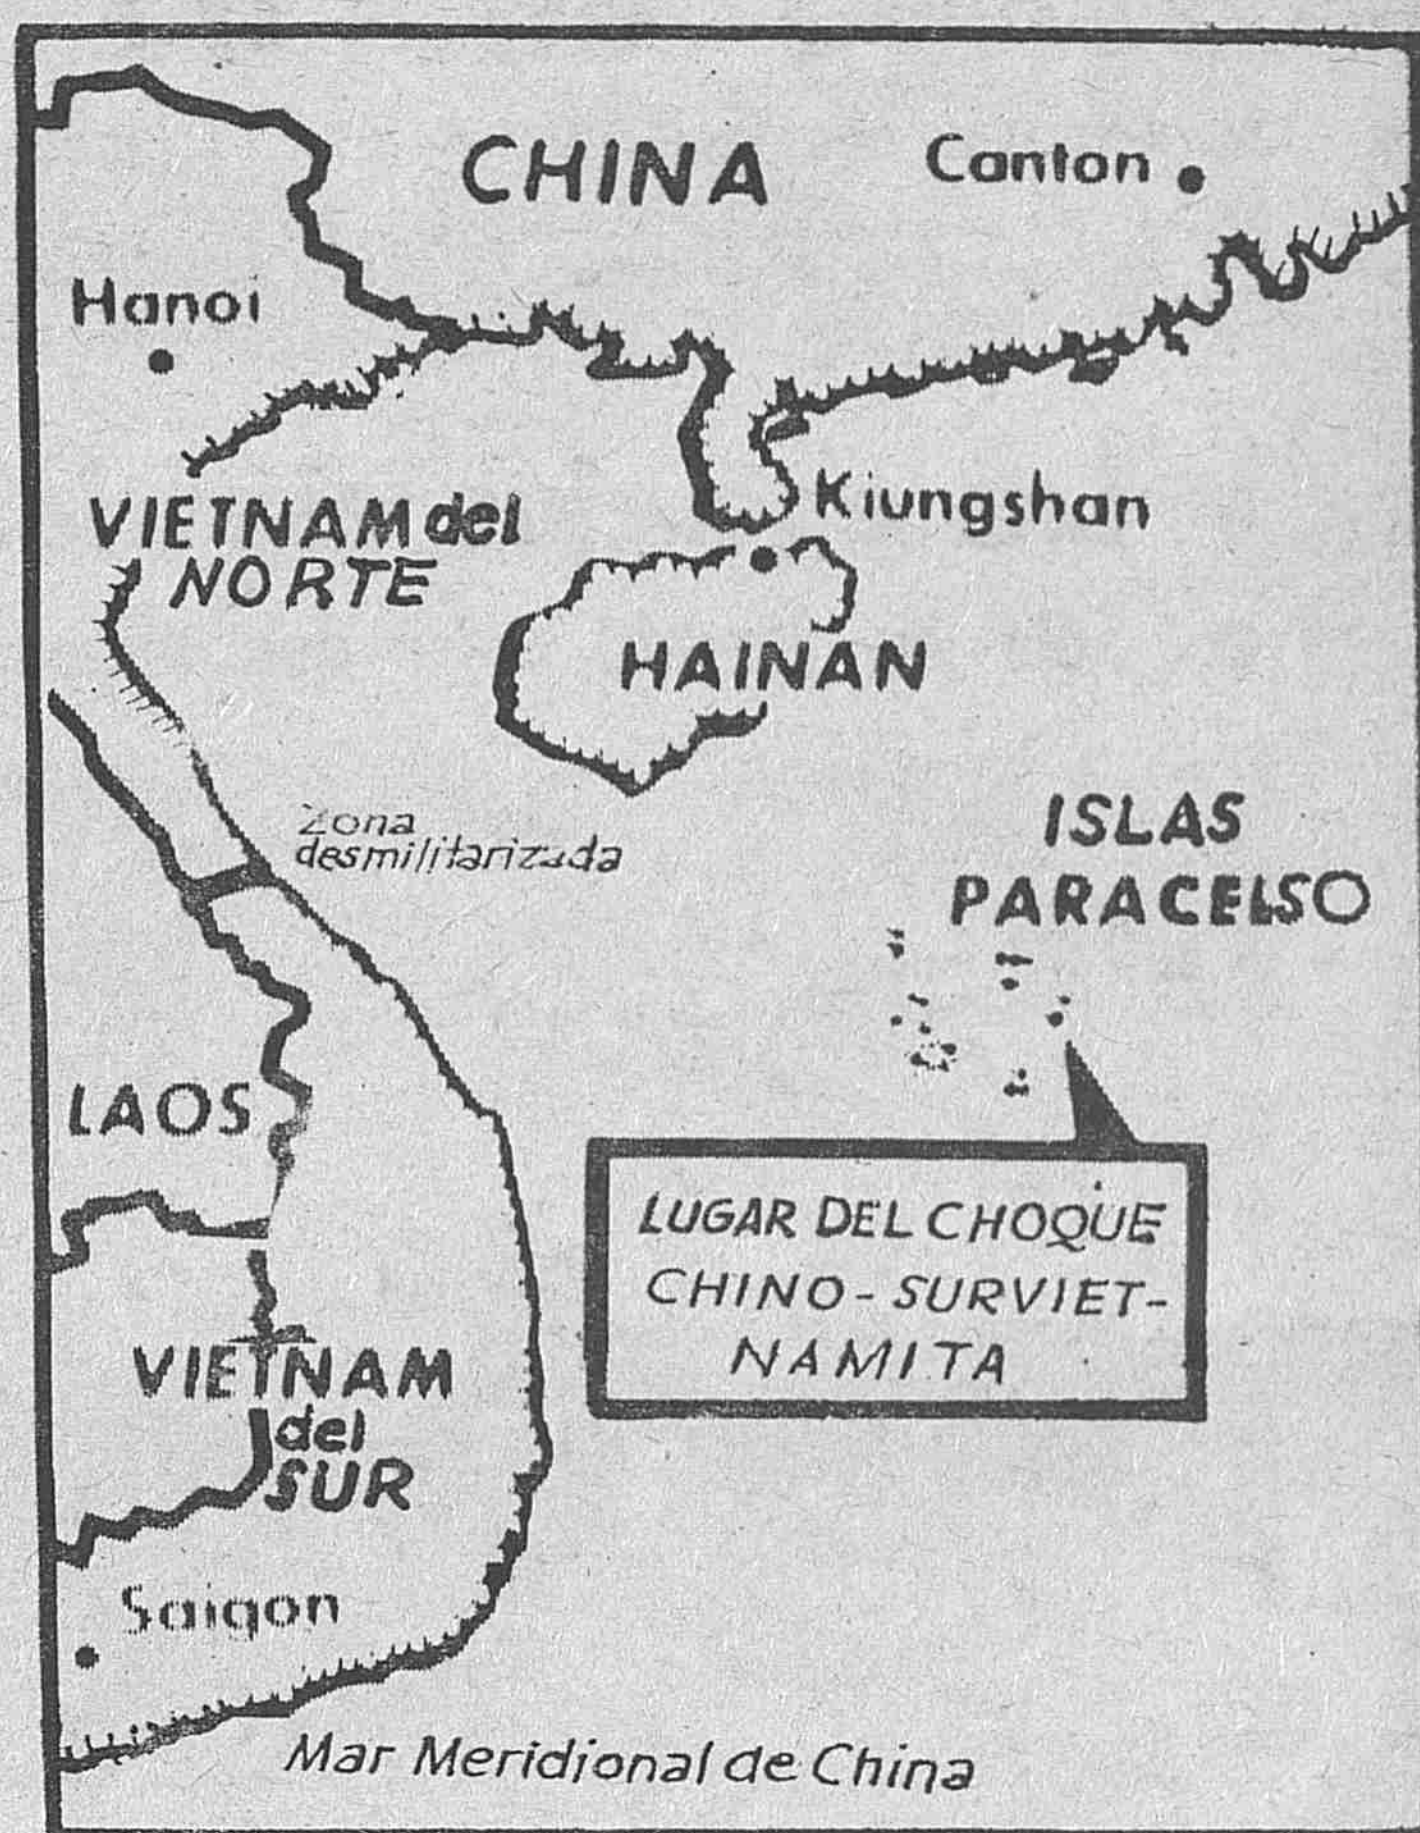 CHINA
Canton
Hanoi
VIETNAM del
NORTE
Kiungshan
HAINAN
Zona
desmilitarizada
ISLAS
PARACELSO
LAOS
LUGAR DEL CHOQUE
CHINO - SURVIET-
NAMITA
VIETNAM
del
SUR
Saigon
Mar Meridional de China